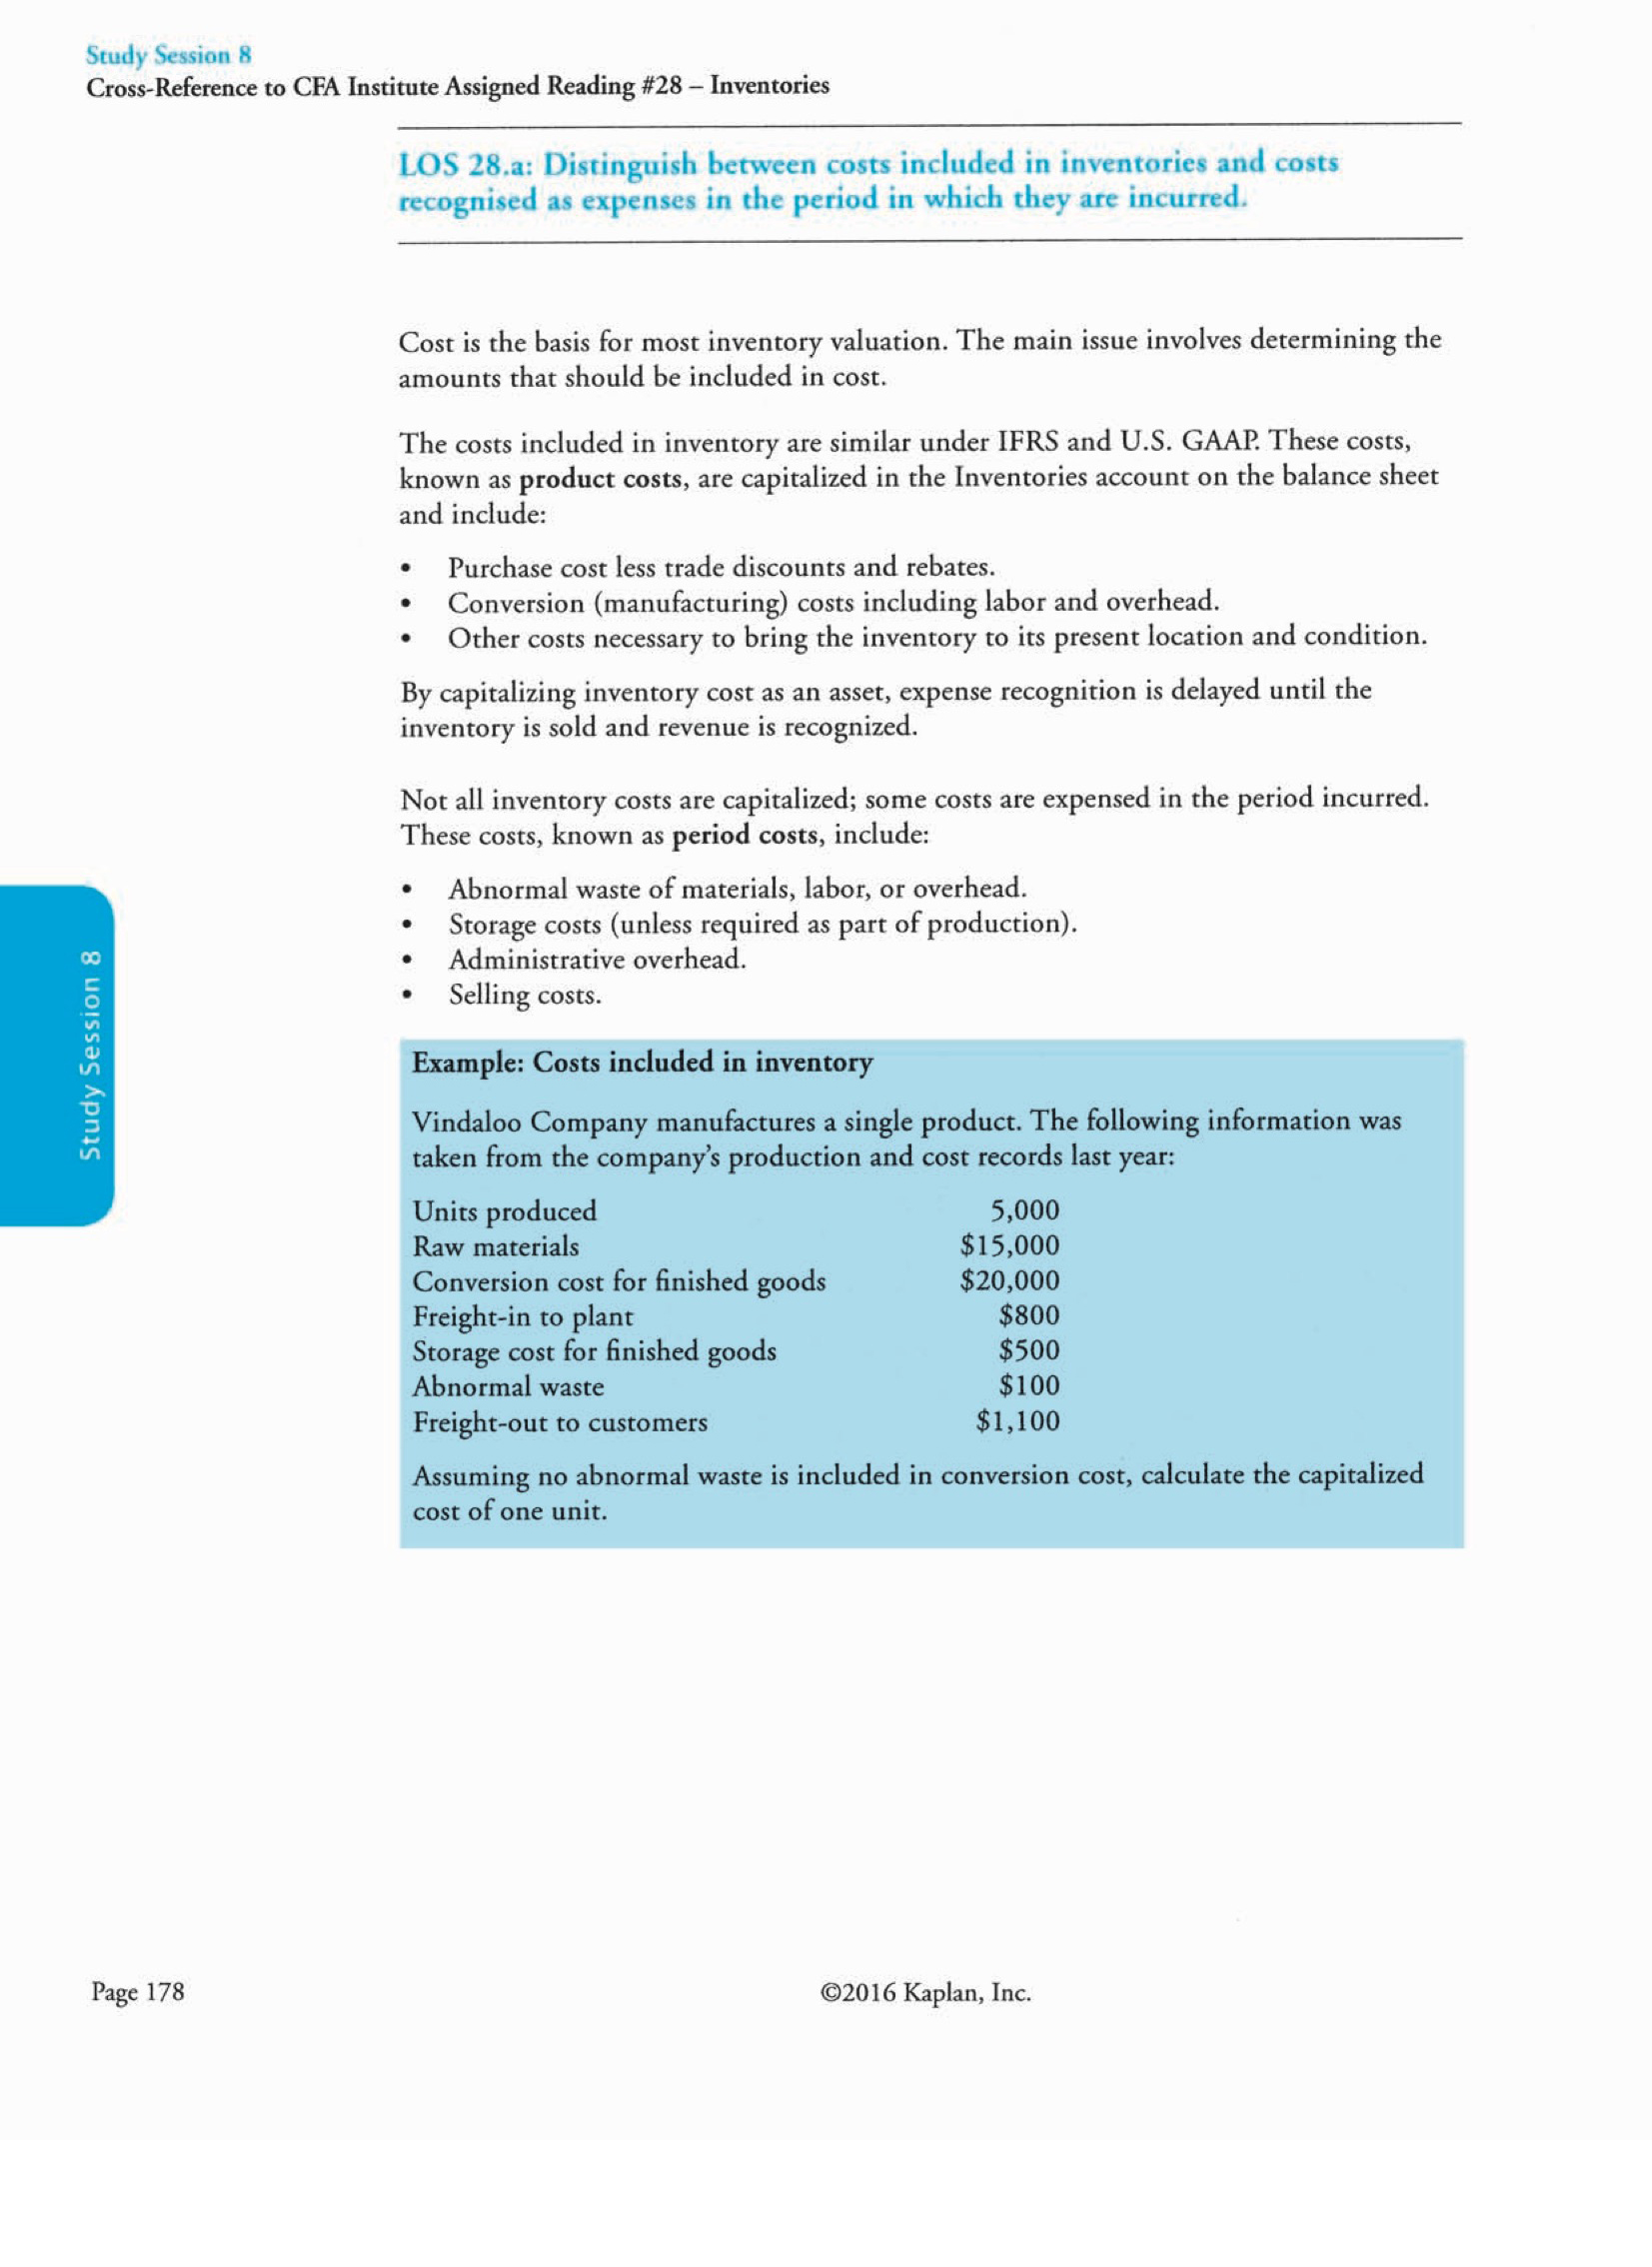 Study Session 8
Cross-Reference to CFA Institute Assigned Reading #28 – Inventories
LOS 28.a: Distinguish between costs included in inventories and costs
recognised as expenses in the period in which they are incurred.
Cost is the basis for most inventory valuation. The main issue involves determining the
amounts that should be included in cost.
The costs included in inventory are similar under IFRS and U.S. GAAP. These costs,
known as product costs, are capitalized in the Inventories account on the balance sheet
and include:
• Purchase cost less trade discounts and rebates.
• Conversion (manufacturing) costs including labor and overhead.
• Other costs necessary to bring the inventory to its present location and condition.
By capitalizing inventory cost as an asset, expense recognition is delayed until the
inventory is sold and revenue is recognized.
Not all inventory costs are capitalized; some costs are expensed in the period incurred.
These costs, known as period costs, include:
• Abnormal waste of materials, labor, or overhead.
• Storage costs (unless required as part of production).
• Administrative overhead.
• Selling costs.
Study Session 8
Example: Costs included in inventory
Vindaloo Company manufactures a single product. The following information was
taken from the company's production and cost records last year:
Units produced 5,000
Raw materials $15,000
Conversion cost for finished goods $20,000
Freight-in to plant $800
Storage cost for finished goods $500
Abnormal waste $100
Freight-out to customers $1,100
Assuming no abnormal waste is included in conversion cost, calculate the capitalized
cost of one unit.
Page 178 ©2016 Kaplan, Inc.